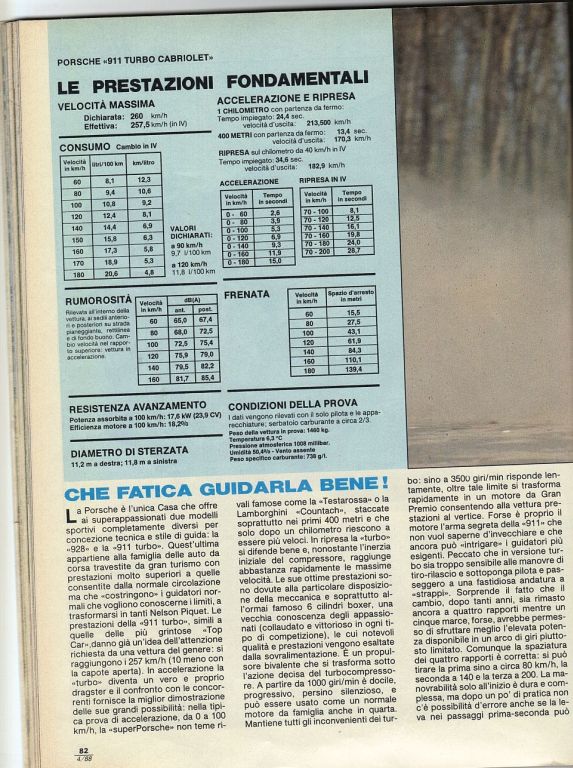 PORSCHE «911 TURBO CABRIOLET»
LE PRESTAZIONI FONDAMENTALI
VELOCITÀ MASSIMA
Dichiarata: 260 km/h
Effettiva: 257,5 km/h (in IV)
CONSUMO Cambio in IV
Velocità in km/h litri/100 km km/litro
60 8,1 12,3
80 9,4 10,6
100 10,8 9,2
120 12,4 8,1
140 14,4 6,9
150 15,8 6,3
160 17,3 5,8
170 18,9 5,3
180 20,6 4,8
VALORI
DICHIARATI:
a 90 km/h
9,7 l/100 km
a 120 km/h
11,8 l/100 km
ACCELERAZIONE E RIPRESA
1 CHILOMETRO con partenza da fermo:
Tempo impiegato: 24,4 sec.
velocità d'uscita: 213,500 km/h
400 METRI con partenza da fermo: 13,4 sec.
velocità d'uscita: 170,3 km/h
RIPRESA sul chilometro da 40 km/h in IV
Tempo impiegato: 34,6 sec.
velocità d'uscita: 182,9 km/h
ACCELERAZIONE
Velocità in km/h Tempo in secondi
0 - 60 2,6
0 - 80 3,9
0 - 100 5,3
0 - 120 6,9
0 - 140 9,3
0 - 160 11,9
0 - 180 15,0
RIPRESA IN IV
Velocità in km/h Tempo in secondi
70 - 100 8,1
70 - 120 12,5
70 - 140 16,1
70 - 160 19,8
70 - 180 24,0
70 - 200 28,7
RUMOROSITÀ
Rilevata all'interno della
vettura, ai sedili anterio-
ri e posteriori su strada
pianeggiante, rettilinea
e di fondo buono. Cam-
bio velocità nel rappor-
to superiore; vettura in
accelerazione.
Velocità in km/h dB(A)
ant. post.
60 65,0 67,4
80 68,0 72,5
100 72,5 75,4
120 75,9 79,0
140 79,5 82,2
160 81,7 85,4
FRENATA
Velocità in km/h Spazio d'arresto in metri
60 15,5
80 27,5
100 43,1
120 61,9
140 84,3
160 110,1
180 139,4
RESISTENZA AVANZAMENTO
Potenza assorbita a 100 km/h: 17,6 kW (23,9 CV)
Efficienza motore a 100 km/h: 18,2%
DIAMETRO DI STERZATA
11,2 m a destra; 11,8 m a sinistra
CONDIZIONI DELLA PROVA
I dati vengono rilevati con il solo pilota e le appa-
recchiature; serbatoio carburante a circa 2/3.
Peso della vettura in prova: 1460 kg.
Temperatura 6,3 °C
Pressione atmosferica 1008 millibar.
Umidità 50,4% - Vento assente
Peso specifico carburante: 738 g/l.
CHE FATICA GUIDARLA BENE!
La Porsche è l'unica Casa che offre
ai superappassionati due modelli
sportivi completamente diversi per
concezione tecnica e stile di guida: la
«928» e la «911 turbo». Quest'ultima
appartiene alla famiglia delle auto da
corsa travestite da gran turismo con
prestazioni molto superiori a quelle
consentite dalla normale circolazione
ma che «costringono» i guidatori nor-
mali che vogliono conoscerne i limiti, a
trasformarsi in tanti Nelson Piquet. Le
prestazioni della «911 turbo», simili a
quelle delle più grintose «Top
Car», danno già un'idea dell'attenzione
richiesta da una vettura del genere: si
raggiungono i 257 km/h (10 meno con
la capote aperta). In accelerazione la
«turbo» diventa un vero e proprio
dragster e il confronto con le concor-
renti fornisce la miglior dimostrazione
delle sue grandi possibilità: nella tipi-
ca prova di accelerazione, da 0 a 100
km/h, la «superPorsche» non teme ri-
vali famose come la «Testarossa» o la
Lamborghini «Countach», staccate
soprattutto nei primi 400 metri e che
solo dopo un chilometro riescono a
essere più veloci. In ripresa la «turbo»
si difende bene e, nonostante l'inerzia
iniziale del compressore, raggiunge
abbastanza rapidamente le massime
velocità. Le sue ottime prestazioni so-
no dovute alla particolare disposizio-
ne della meccanica e soprattutto al-
l'ormai famoso 6 cilindri boxer, una
vecchia conoscenza degli appassio-
nati (collaudato e vittorioso in ogni ti-
po di competizione), le cui notevoli
qualità e prestazioni vengono esaltate
dalla sovralimentazione. È un propul-
sore bivalente che si trasforma sotto
l'azione decisa del turbocompresso-
re. A partire da 1000 giri/min è docile,
progressivo, persino silenzioso, e
può essere usato come un normale
motore da famiglia anche in quarta.
Mantiene tutti gli inconvenienti dei tur-
bo: sino a 3500 giri/min risponde len-
tamente, oltre tale limite si trasforma
rapidamente in un motore da Gran
Premio consentendo alla vettura pre-
stazioni al vertice. Forse è proprio il
motore l'arma segreta della «911» che
non vuol saperne d'invecchiare e che
ancora può «intrigare» i guidatori più
esigenti. Peccato che in versione tur-
bo sia troppo sensibile alle manovre di
tiro-rilascio e sottoponga pilota e pas-
seggero a una fastidiosa andatura a
«strappi». Sorprende il fatto che il
cambio, dopo tanti anni, sia rimasto
ancora a quattro rapporti mentre un
cinque marce, forse, avrebbe permes-
so di sfruttare meglio l'elevata poten-
za disponibile in un arco di giri piutto-
sto limitato. Comunque la spaziatura
dei quattro rapporti è corretta: si può
tirare la prima sino a circa 80 km/h, la
seconda a 140 e la terza a 200. La ma-
novrabilità solo all'inizio è dura e com-
plessa, ma dopo un po' di pratica non
c'è possibilità d'errore anche se la le-
va nei passaggi prima-seconda può
82
4/88